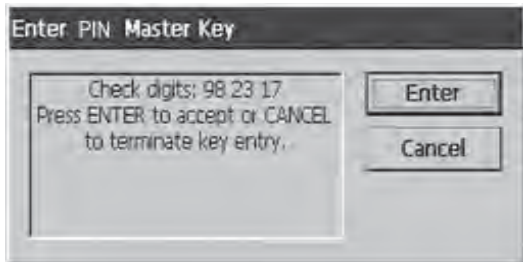 Enter PIN Master Key
Check digits: 98 23 17
Press ENTER to accept or CANCEL
to terminate key entry.
Enter
Cancel